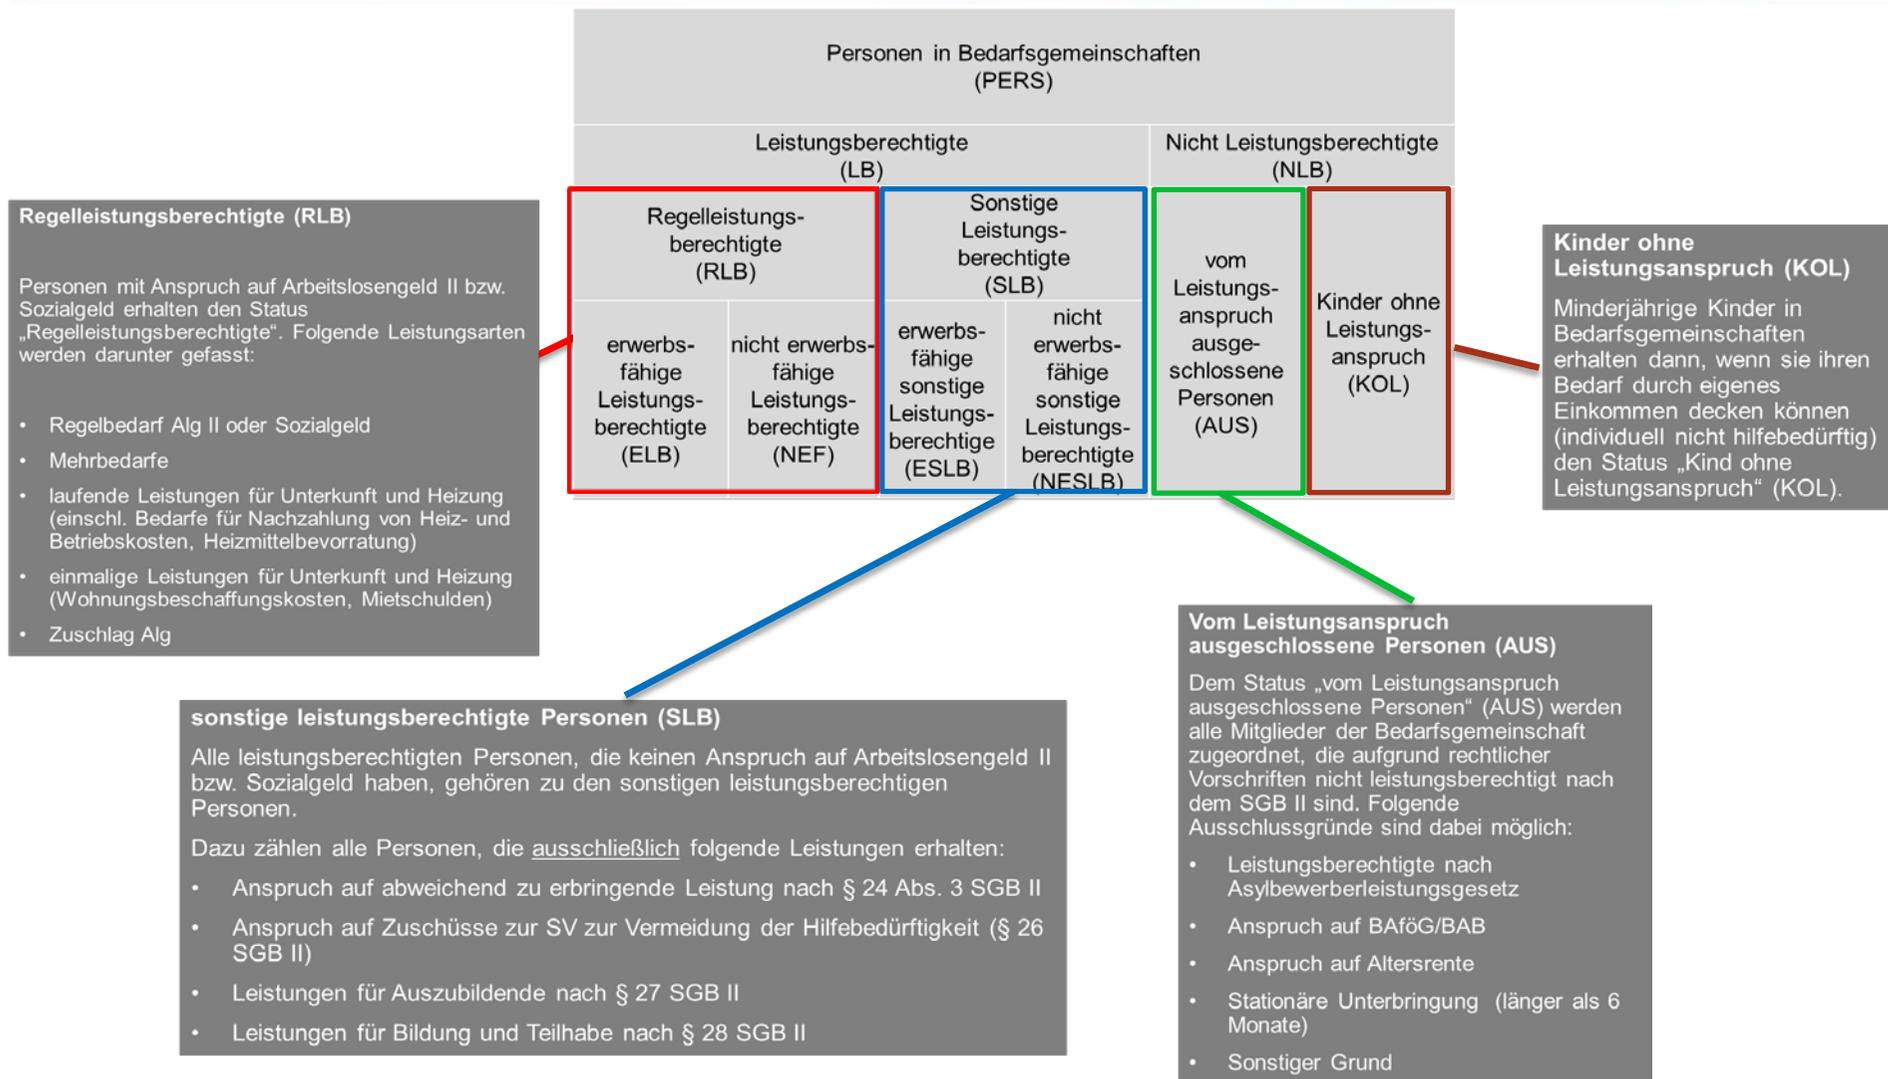 Personen in Bedarfsgemeinschaften
(PERS)
Leistungsberechtigte
(LB)
Nicht Leistungsberechtigte
(NLB)
Regelleistungs-
berechtigte
(RLB)
Sonstige
Leistungs-
berechtigte
(SLB)
erwerbs-
fähige
Leistungs-
berechtigte
(ELB)
nicht erwerbs-
fähige
Leistungs-
berechtigte
(NEF)
erwerbs-
fähige
sonstige
Leistungs-
berechtige
(ESLB)
nicht
erwerbs-
fähige
sonstige
Leistungs-
berechtigte
(NESLB)
vom
Leistungs-
anspruch
ausge-
schlossene
Personen
(AUS)
Kinder ohne
Leistungs-
anspruch
(KOL)
Regelleistungsberechtigte (RLB)
Personen mit Anspruch auf Arbeitslosengeld II bzw.
Sozialgeld erhalten den Status
„Regelleistungsberechtigte“. Folgende Leistungsarten
werden darunter gefasst:
• Regelbedarf Alg II oder Sozialgeld
• Mehrbedarfe
• laufende Leistungen für Unterkunft und Heizung
(einschl. Bedarfe für Nachzahlung von Heiz- und
Betriebskosten, Heizmittelbevorratung)
• einmalige Leistungen für Unterkunft und Heizung
(Wohnungsbeschaffungskosten, Mietschulden)
• Zuschlag Alg
Kinder ohne
Leistungsanspruch (KOL)
Minderjährige Kinder in
Bedarfsgemeinschaften
erhalten dann, wenn sie ihren
Bedarf durch eigenes
Einkommen decken können
(individuell nicht hilfebedürftig)
den Status „Kind ohne
Leistungsanspruch“ (KOL).
sonstige leistungsberechtigte Personen (SLB)
Alle leistungsberechtigten Personen, die keinen Anspruch auf Arbeitslosengeld II
bzw. Sozialgeld haben, gehören zu den sonstigen leistungsberechtigen
Personen.
Dazu zählen alle Personen, die ausschließlich folgende Leistungen erhalten:
• Anspruch auf abweichend zu erbringende Leistung nach § 24 Abs. 3 SGB II
• Anspruch auf Zuschüsse zur SV zur Vermeidung der Hilfebedürftigkeit (§ 26
SGB II)
• Leistungen für Auszubildende nach § 27 SGB II
• Leistungen für Bildung und Teilhabe nach § 28 SGB II
Vom Leistungsanspruch
ausgeschlossene Personen (AUS)
Dem Status „vom Leistungsanspruch
ausgeschlossene Personen“ (AUS) werden
alle Mitglieder der Bedarfsgemeinschaft
zugeordnet, die aufgrund rechtlicher
Vorschriften nicht leistungsberechtigt nach
dem SGB II sind. Folgende
Ausschlussgründe sind dabei möglich:
• Leistungsberechtigte nach
Asylbewerberleistungsgesetz
• Anspruch auf BAföG/BAB
• Anspruch auf Altersrente
• Stationäre Unterbringung (länger als 6
Monate)
• Sonstiger Grund